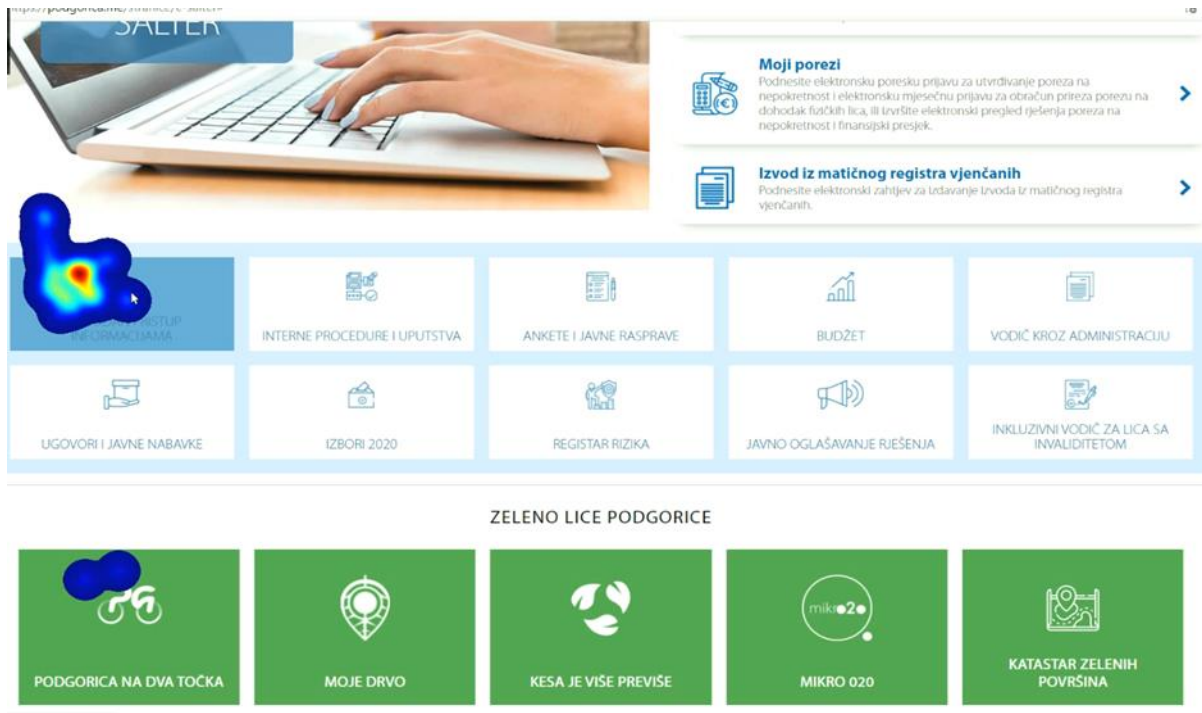 https://podgorica.me/stranice/e-salter#
ŠALTER
Moji porezi
Podnesite elektronsku poresku prijavu za utvrđivanje poreza na
nepokretnost i elektronsku mjesečnu prijavu za obračun prireza porezu na
dohodak fizičkih lica, ili izvršite elektronski pregled rješenja poreza na
nepokretnost i finansijski presjek.
Izvod iz matičnog registra vjenčanih
Podnesite elektronski zahtjev za izdavanje Izvoda iz matičnog registra
vjenčanih.
INFORMACIJAMA
INTERNE PROCEDURE I UPUTSTVA
ANKETE I JAVNE RASPRAVE
BUDŽET
VODIČ KROZ ADMINISTRACIJU
UGOVORI I JAVNE NABAVKE
IZBORI 2020
REGISTAR RIZIKA
JAVNO OGLAŠAVANJE RJEŠENJA
INKLUZIVNI VODIČ ZA LICA SA
INVALIDITETOM
ZELENO LICE PODGORICE
PG
mikro2o
PODGORICA NA DVA TOČKA
MOJE DRVO
KESA JE VIŠE PREVIŠE
MIKRO 020
KATASTAR ZELENIH
POVRŠINA